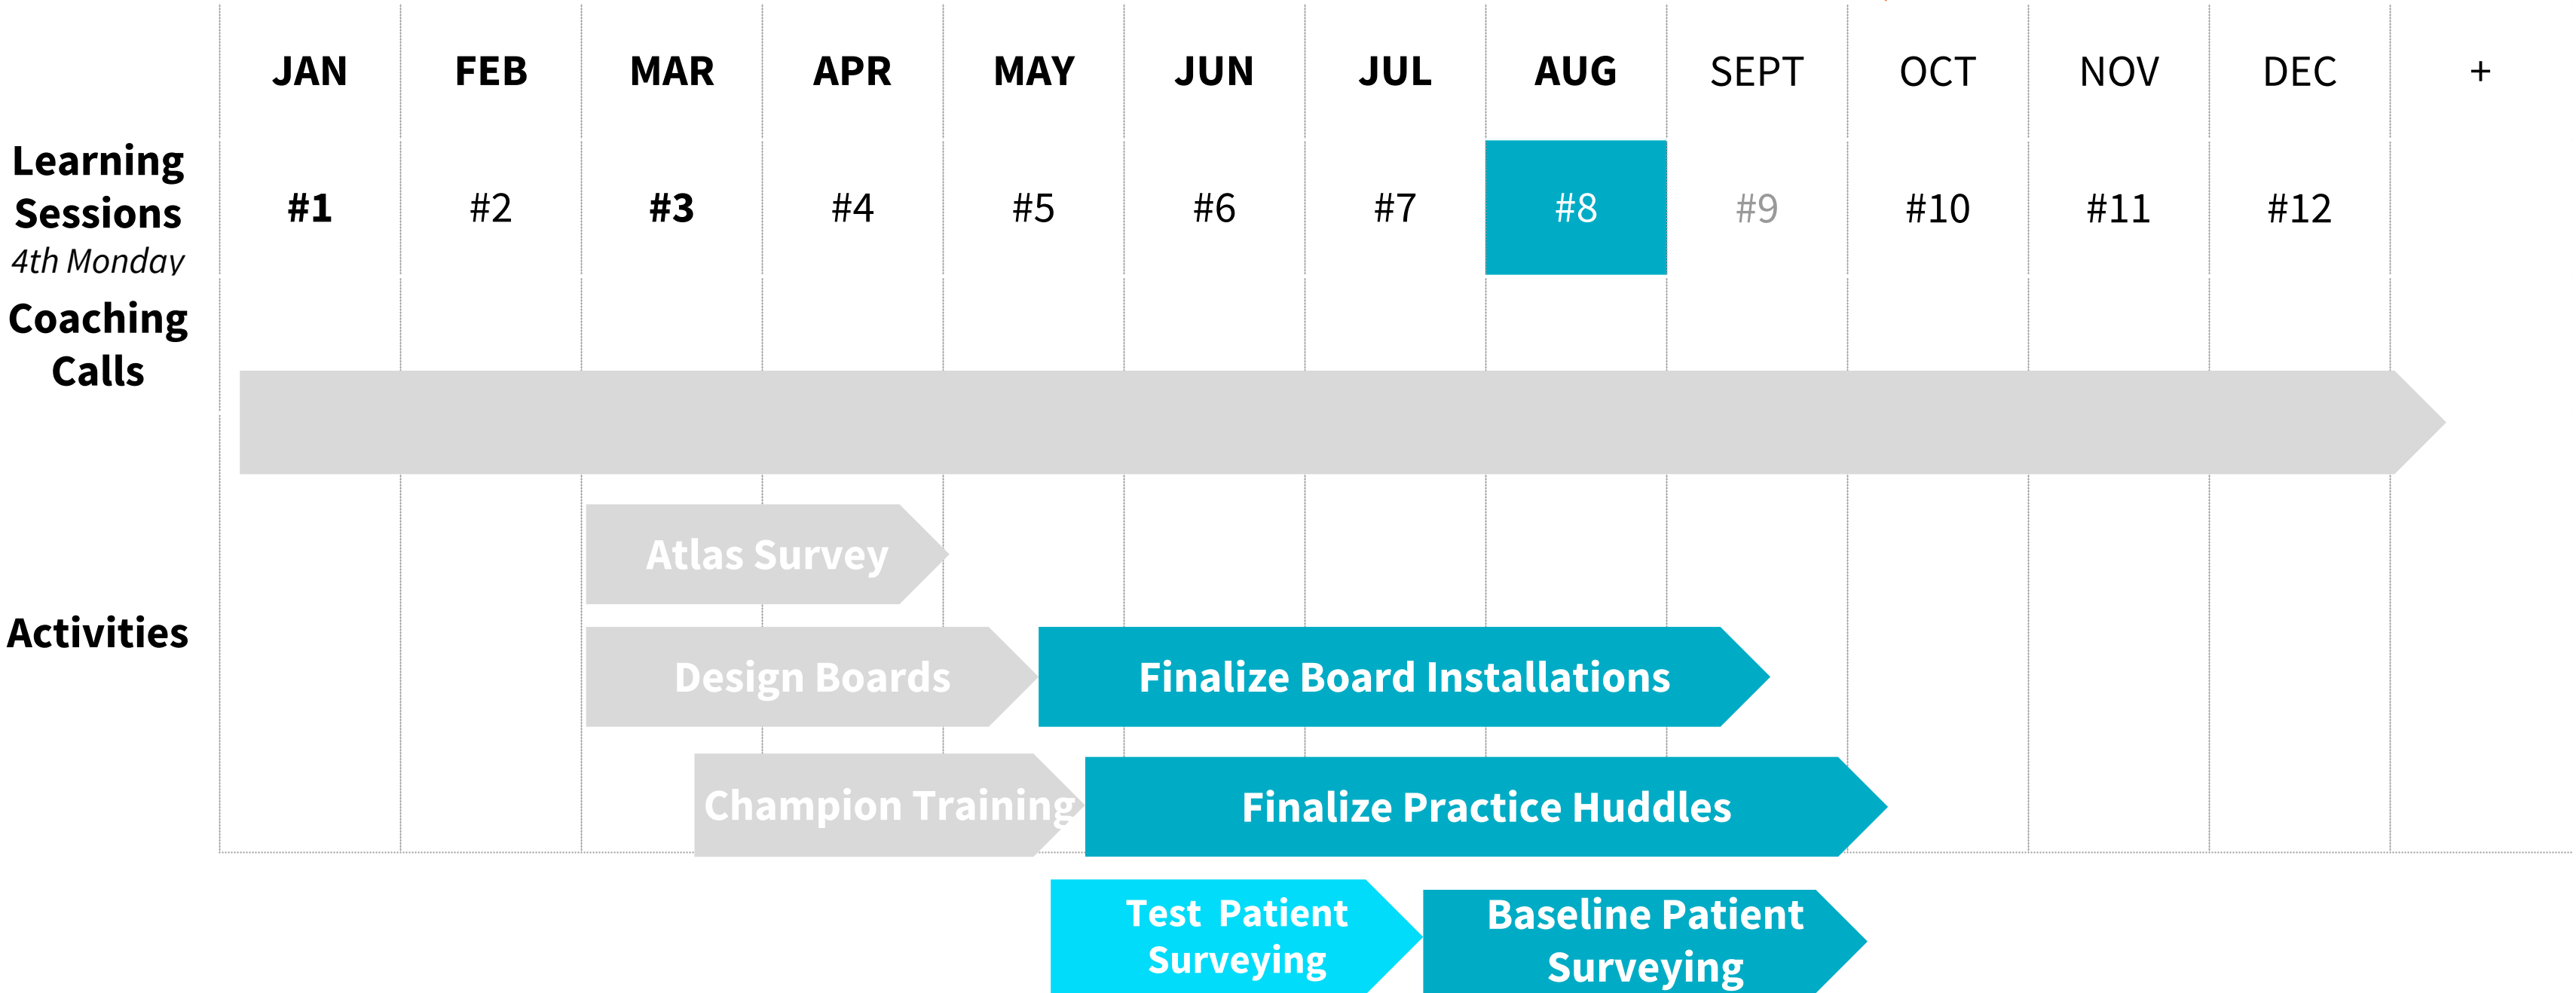 JAN FEB MAR APR MAY JUN JUL AUG SEPT OCT NOV DEC +
Learning
Sessions
4th Monday
#1 #2 #3 #4 #5 #6 #7 #8 #9 #10 #11 #12
Coaching
Calls
Activities
Atlas Survey
Design Boards
Finalize Board Installations
Champion Training
Finalize Practice Huddles
Test Patient
Surveying
Baseline Patient
Surveying